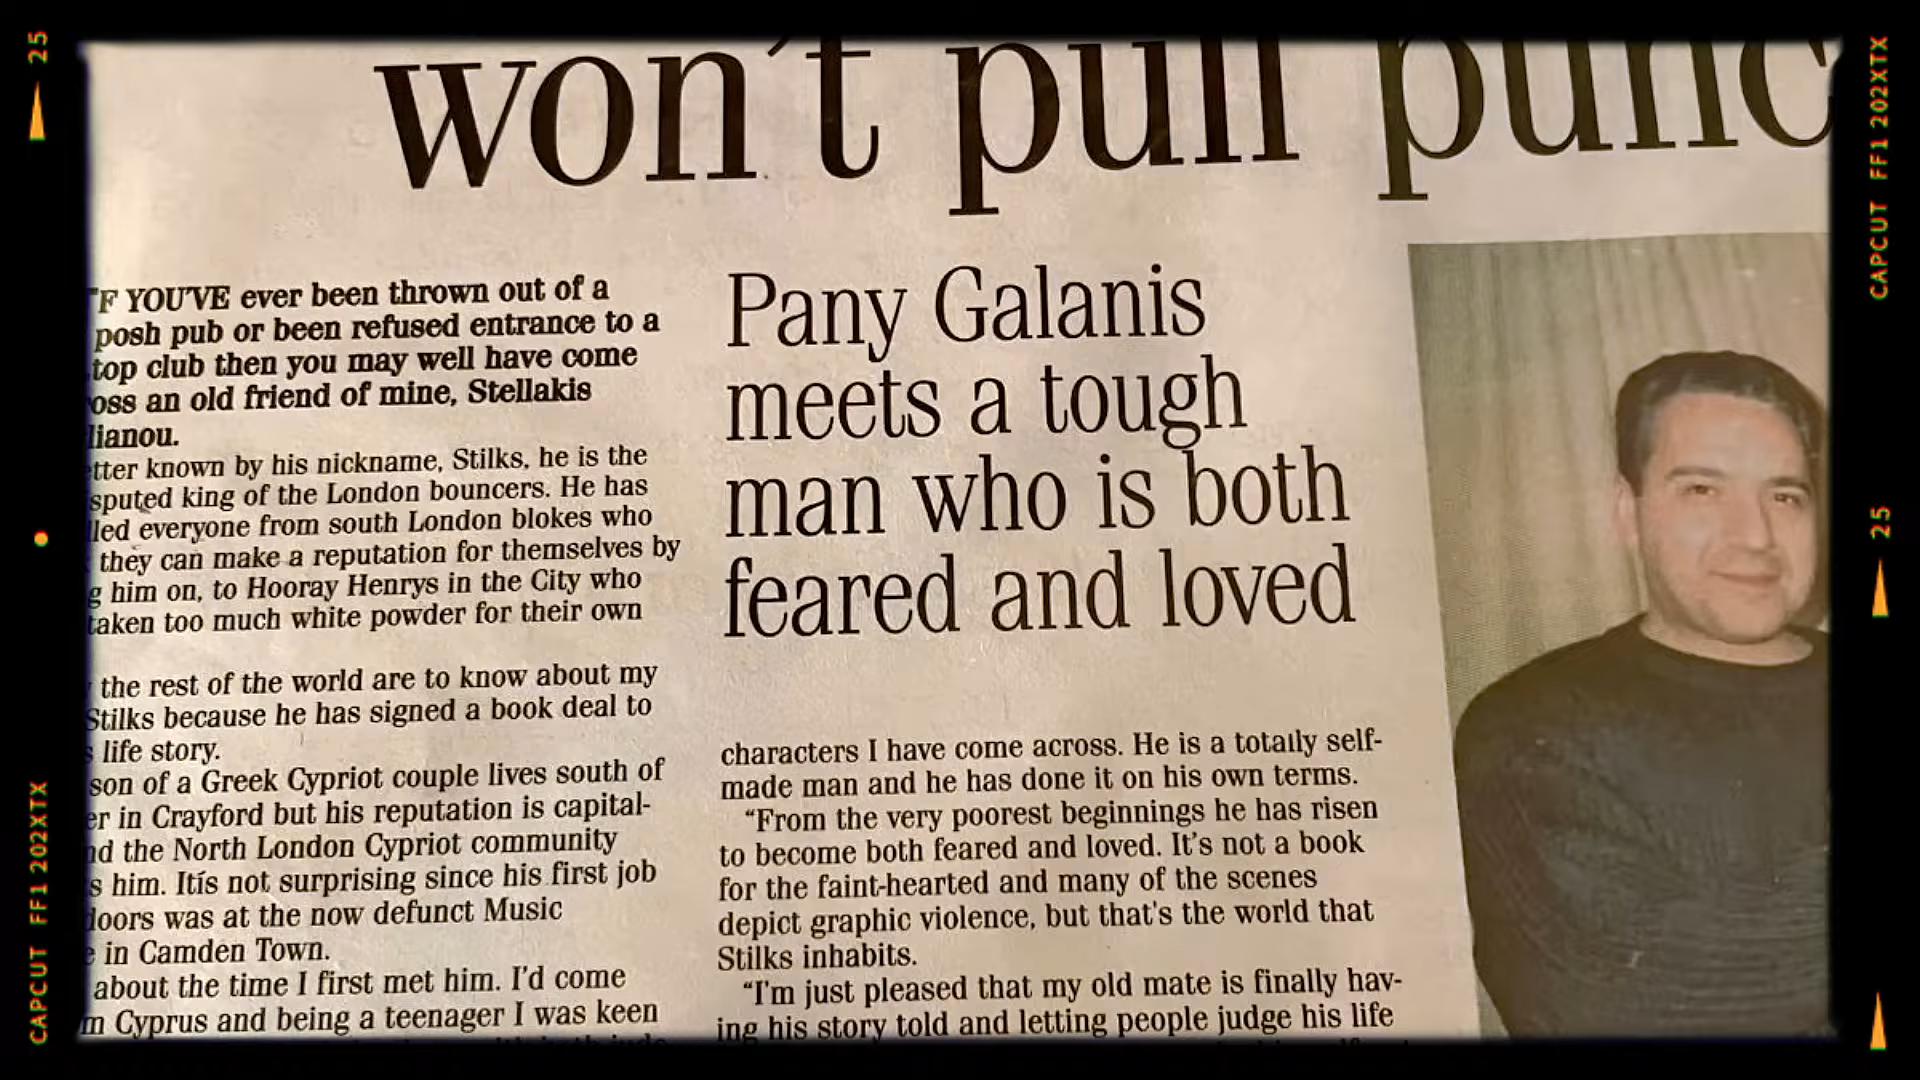 won't pull punc
F YOU'VE ever been thrown out of a
posh pub or been refused entrance to a
top club then you may well have come
oss an old friend of mine, Stellakis
lianou.
tter known by his nickname, Stilks, he is the
sputed king of the London bouncers. He has
led everyone from south London blokes who
they can make a reputation for themselves by
g him on, to Hooray Henrys in the City who
taken too much white powder for their own
the rest of the world are to know about my
Stilks because he has signed a book deal to
s life story.
son of a Greek Cypriot couple lives south of
er in Crayford but his reputation is capital-
nd the North London Cypriot community
s him. Itís not surprising since his first job
doors was at the now defunct Music
e in Camden Town.
about the time I first met him. I'd come
m Cyprus and being a teenager I was keen
Pany Galanis
meets a tough
man who is both
feared and loved
characters I have come across. He is a totally self-
made man and he has done it on his own terms.
“From the very poorest beginnings he has risen
to become both feared and loved. It's not a book
for the faint-hearted and many of the scenes
depict graphic violence, but that's the world that
Stilks inhabits.
“I'm just pleased that my old mate is finally hav-
ing his story told and letting people judge his life
25
CAPCUT FF1 202XTX
CAPCUT FF1 202XTX
25